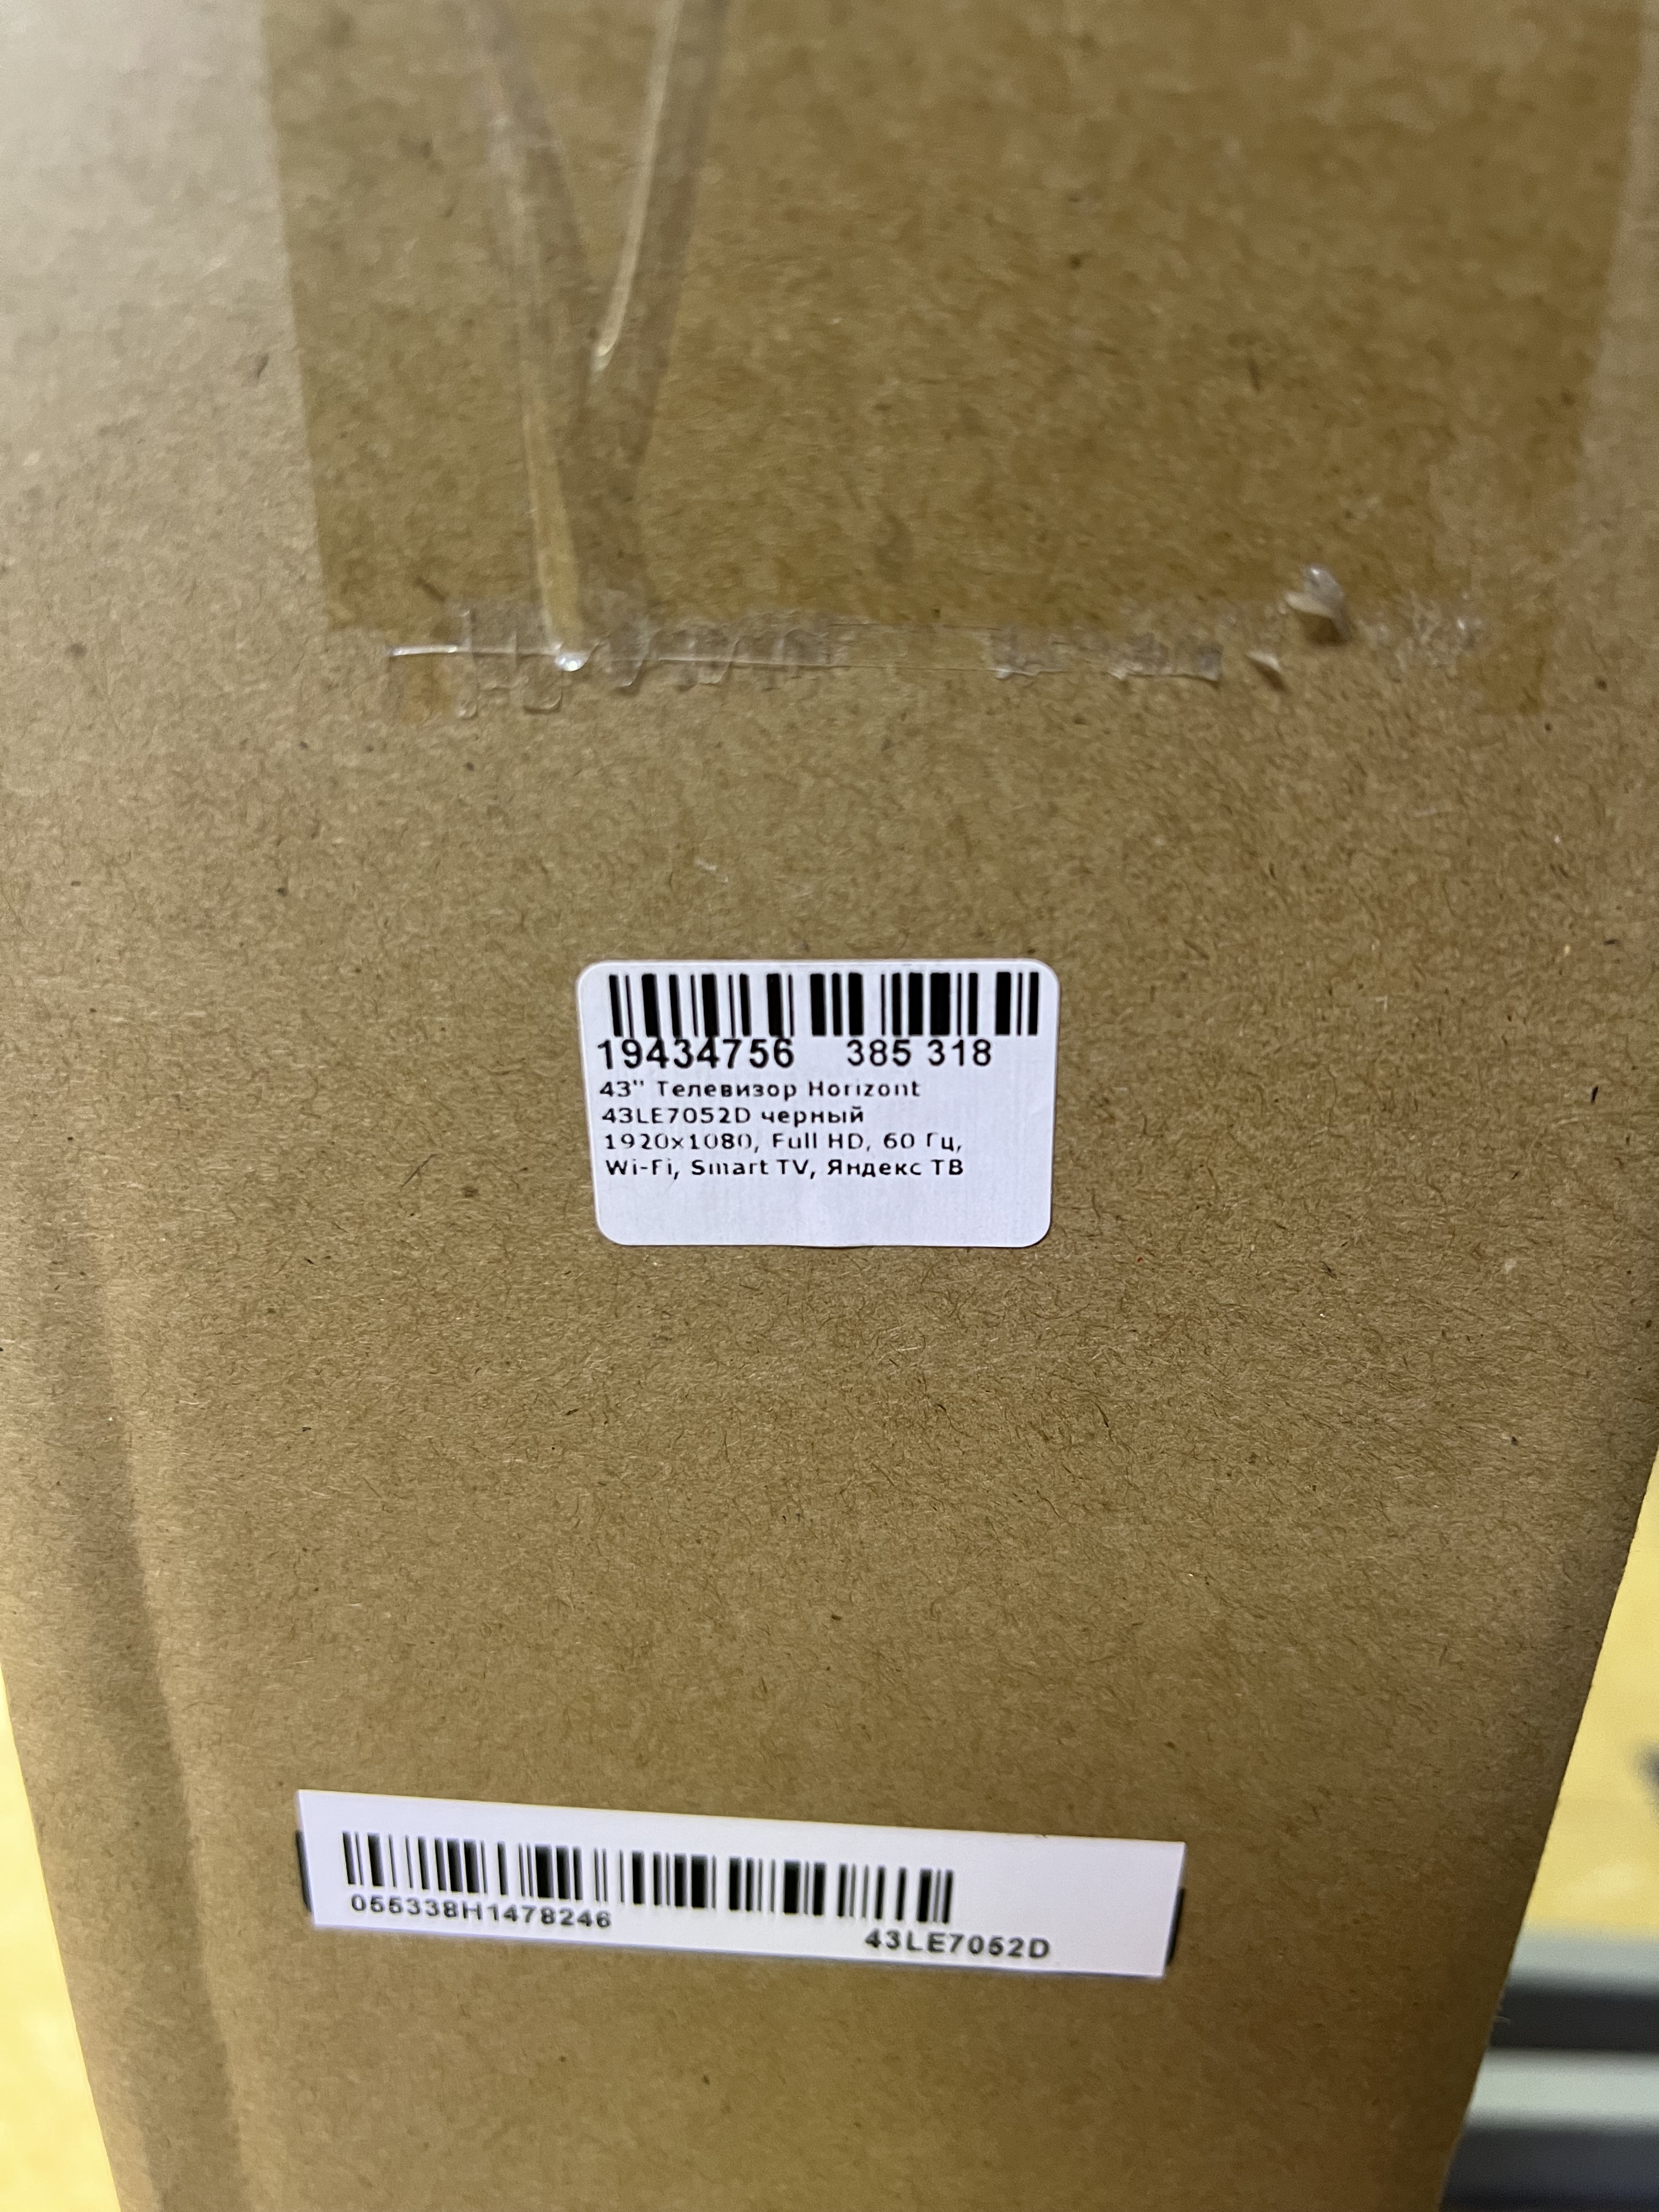 19434756 385 318
43" Телевизор Horizont
43LE7052D черный
1920x1080, Full HD, 60 Гц,
Wi-Fi, Smart TV, Яндекс ТВ
055338H1478246
43LE7052D